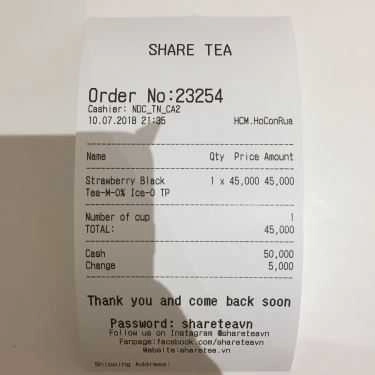 SHARE TEA
Order No:23254
Cashier: NDC_TN_CA2
10.07.2018 21:35 HCM.HoConRua
Name Qty Price Amount
Strawberry Black 1 x 45,000 45,000
Tea-M-0% Ice-0 TP
Number of cup 1
TOTAL: 45,000
Cash 50,000
Change 5,000
Thank you and come back soon
Password: shareteavn
Follow us on Instagram @shareteavn
Fanpage:facebook.com/shareteavn
Website:sharetea.vn
Shipping Address: